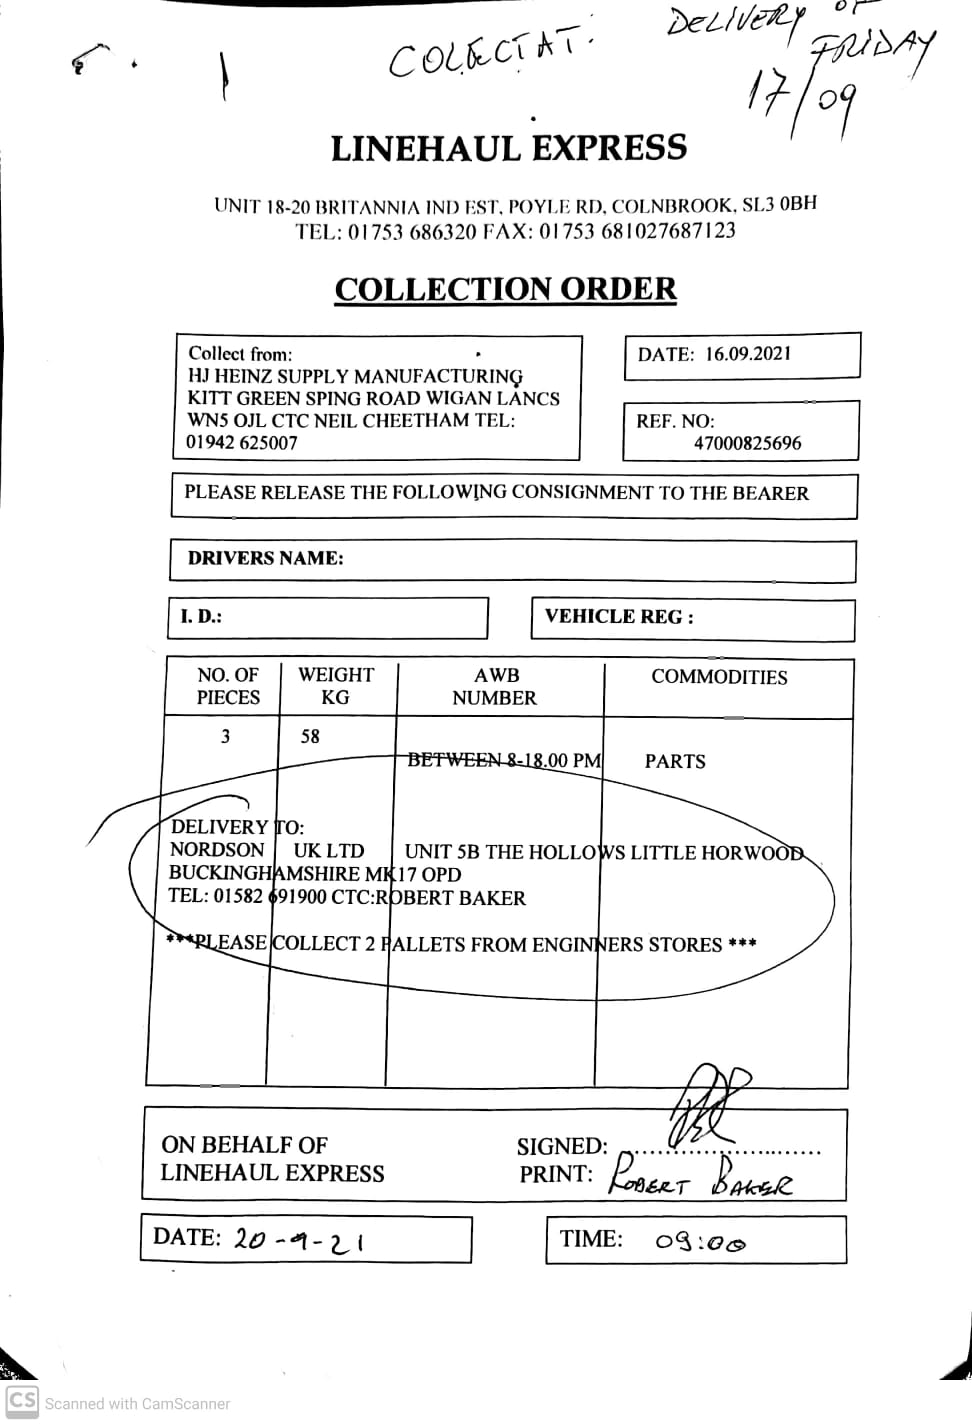 COLECTAT. DELIVERY OF
FRIDAY
17/09
LINEHAUL EXPRESS
UNIT 18-20 BRITANNIA IND EST, POYLE RD, COLNBROOK, SL3 0BH
TEL: 01753 686320 FAX: 01753 681027687123
COLLECTION ORDER
Collect from:
HJ HEINZ SUPPLY MANUFACTURING
KITT GREEN SPING ROAD WIGAN LANCS
WN5 OJL CTC NEIL CHEETHAM TEL:
01942 625007
DATE: 16.09.2021
REF. NO:
47000825696
PLEASE RELEASE THE FOLLOWING CONSIGNMENT TO THE BEARER
DRIVERS NAME:
I. D.:
VEHICLE REG :
NO. OF PIECES
WEIGHT KG
AWB NUMBER
COMMODITIES
3 58
BETWEEN 8-18.00 PM PARTS
DELIVERY TO:
NORDSON UK LTD UNIT 5B THE HOLLOWS LITTLE HORWOOD
BUCKINGHAMSHIRE MK17 OPD
TEL: 01582 691900 CTC:ROBERT BAKER
***PLEASE COLLECT 2 PALLETS FROM ENGINNERS STORES ***
ON BEHALF OF
LINEHAUL EXPRESS
SIGNED:..........................
PRINT: ROBERT BAKER
DATE: 20-9-21
TIME: 09:00
CS Scanned with CamScanner